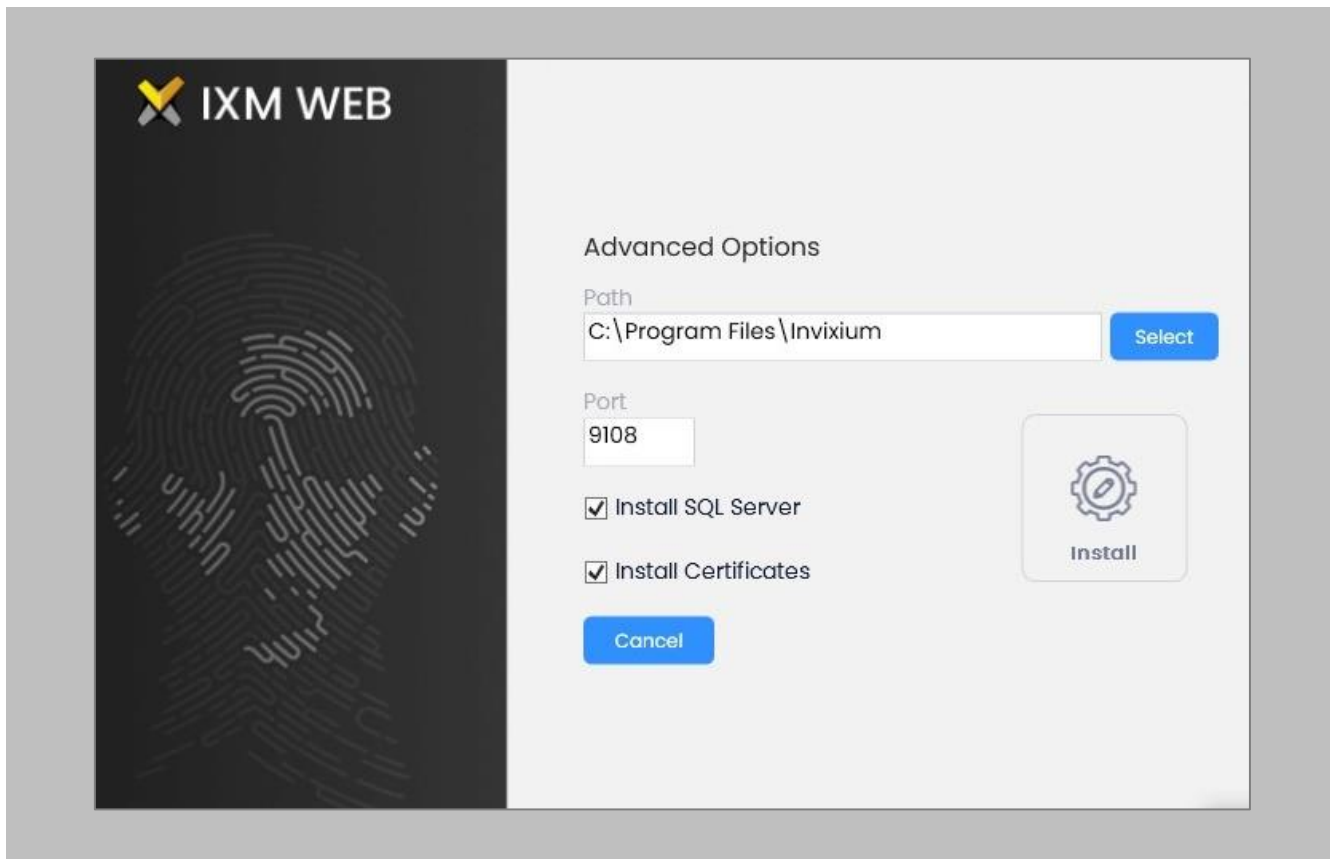 IXM WEB
Advanced Options
Path
C:\Program Files\Invixium
Select
Port
9108
Install SQL Server
Install
Install Certificates
Cancel